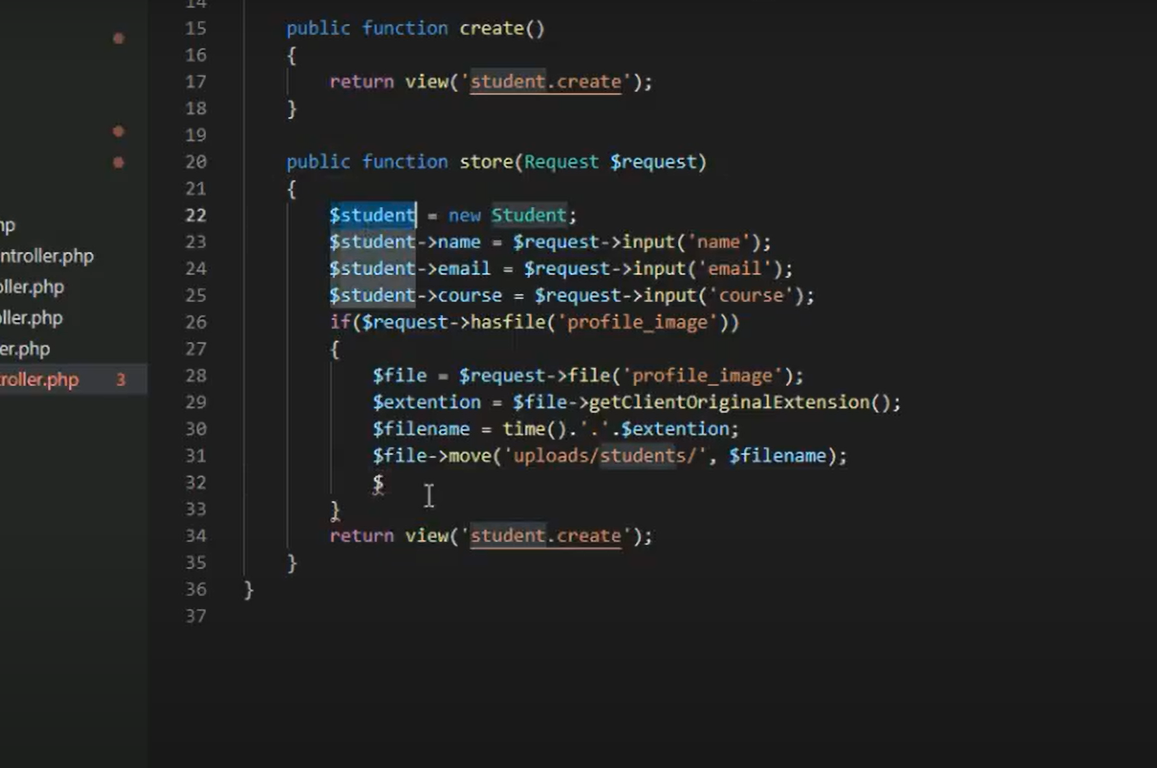 14
15 public function create()
16 {
17 return view('student.create');
18 }
19
20 public function store(Request $request)
21 {
22 $student = new Student;
23 $student->name = $request->input('name');
24 $student->email = $request->input('email');
25 $student->course = $request->input('course');
26 if($request->hasfile('profile_image'))
27 {
28 $file = $request->file('profile_image');
29 $extention = $file->getClientOriginalExtension();
30 $filename = time().'.'.$extention;
31 $file->move('uploads/students/', $filename);
32 $
33 }
34 return view('student.create');
35 }
36 }
37
hp
ntroller.php
oller.php
oller.php
er.php
troller.php 3